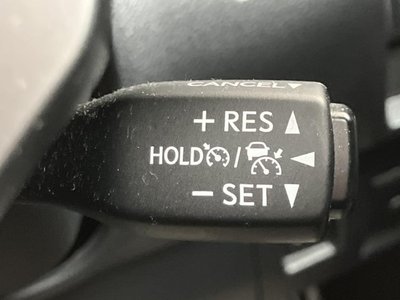 CANCEL ▼
+ RES ▲
HOLD / ◀
− SET ▼